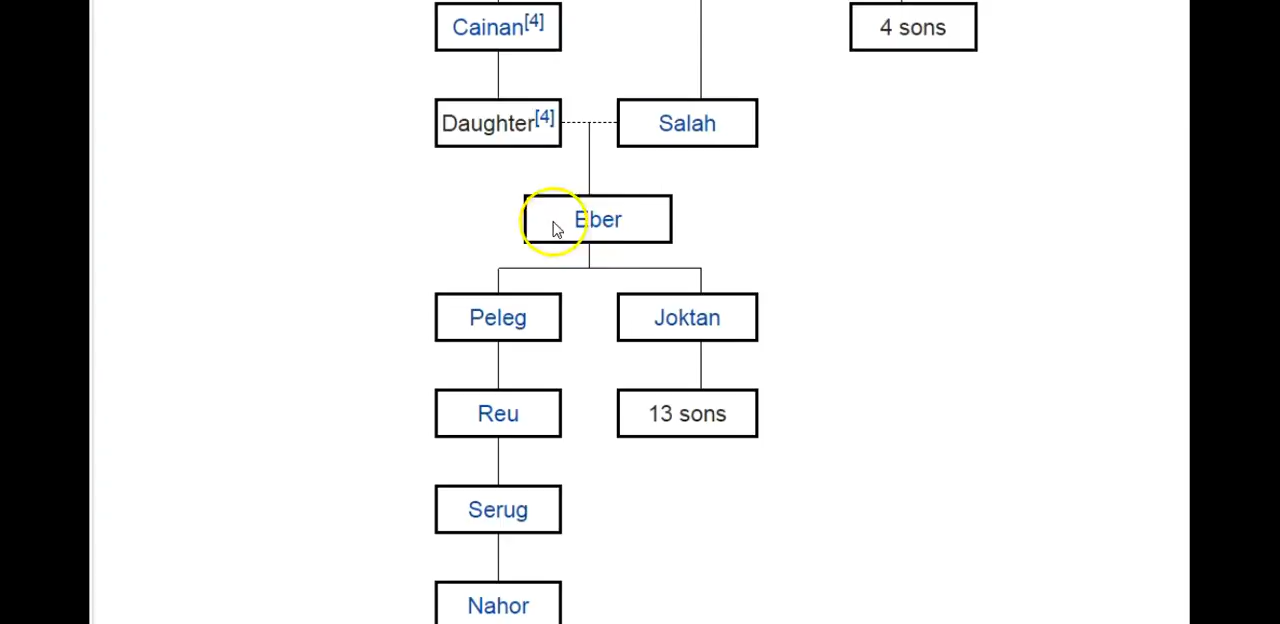 Cainan[4]
4 sons
Daughter[4]
Salah
Eber
Peleg
Joktan
Reu
13 sons
Serug
Nahor